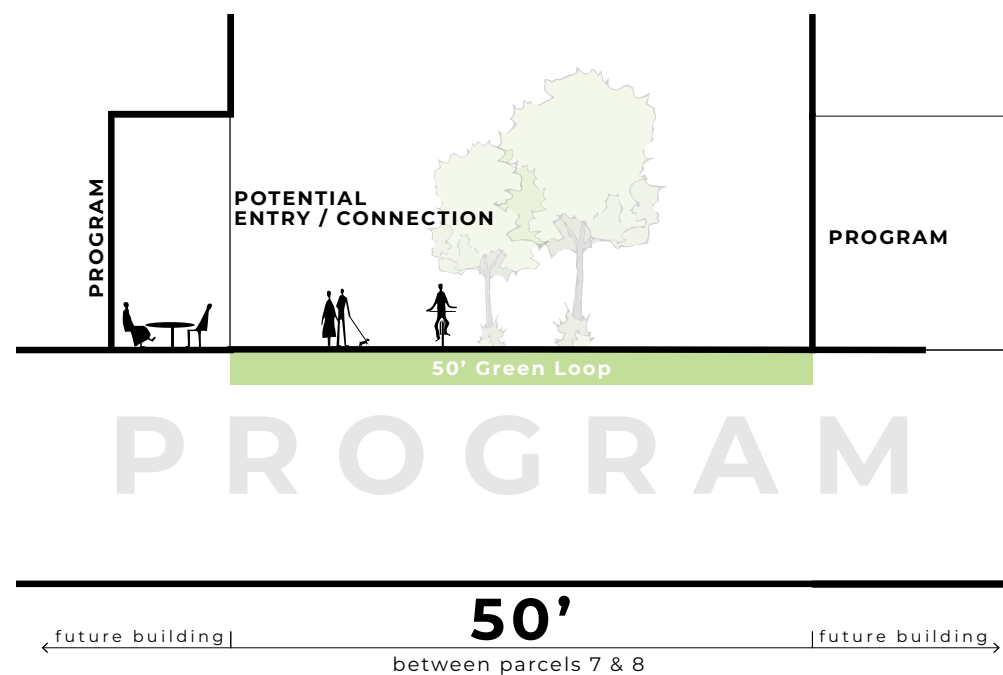 POTENTIAL
ENTRY / CONNECTION
PROGRAM
PROGRAM
50’ Green Loop
PROGRAM
50’
future building
future building
between parcels 7 & 8